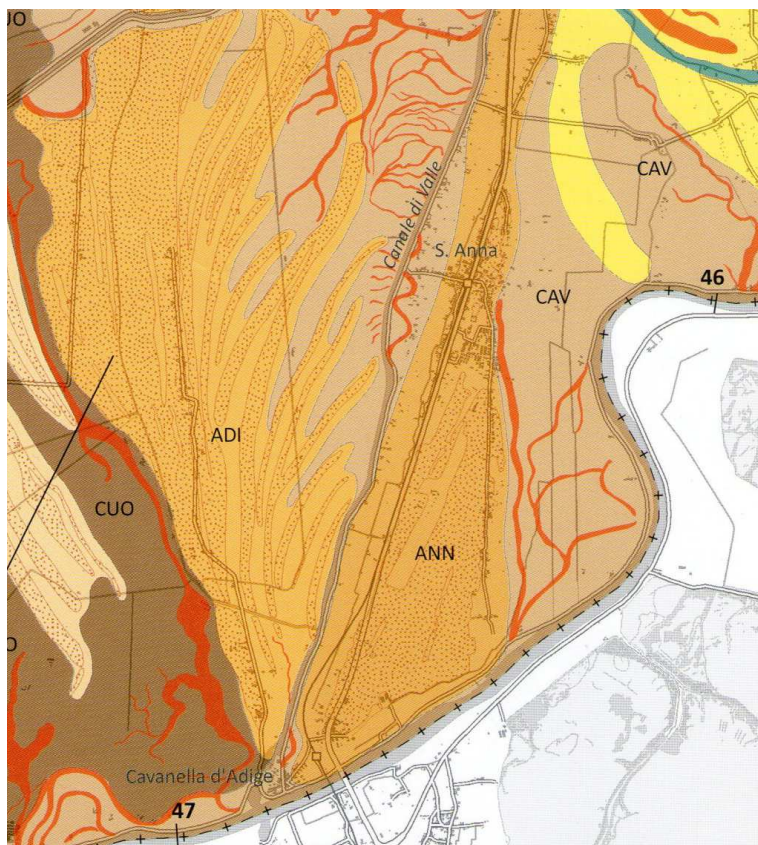 UO
CAV
Canale di Valle
S. Anna
46
CAV
ADI
CUO
ANN
O
Cavanella d'Adige
47